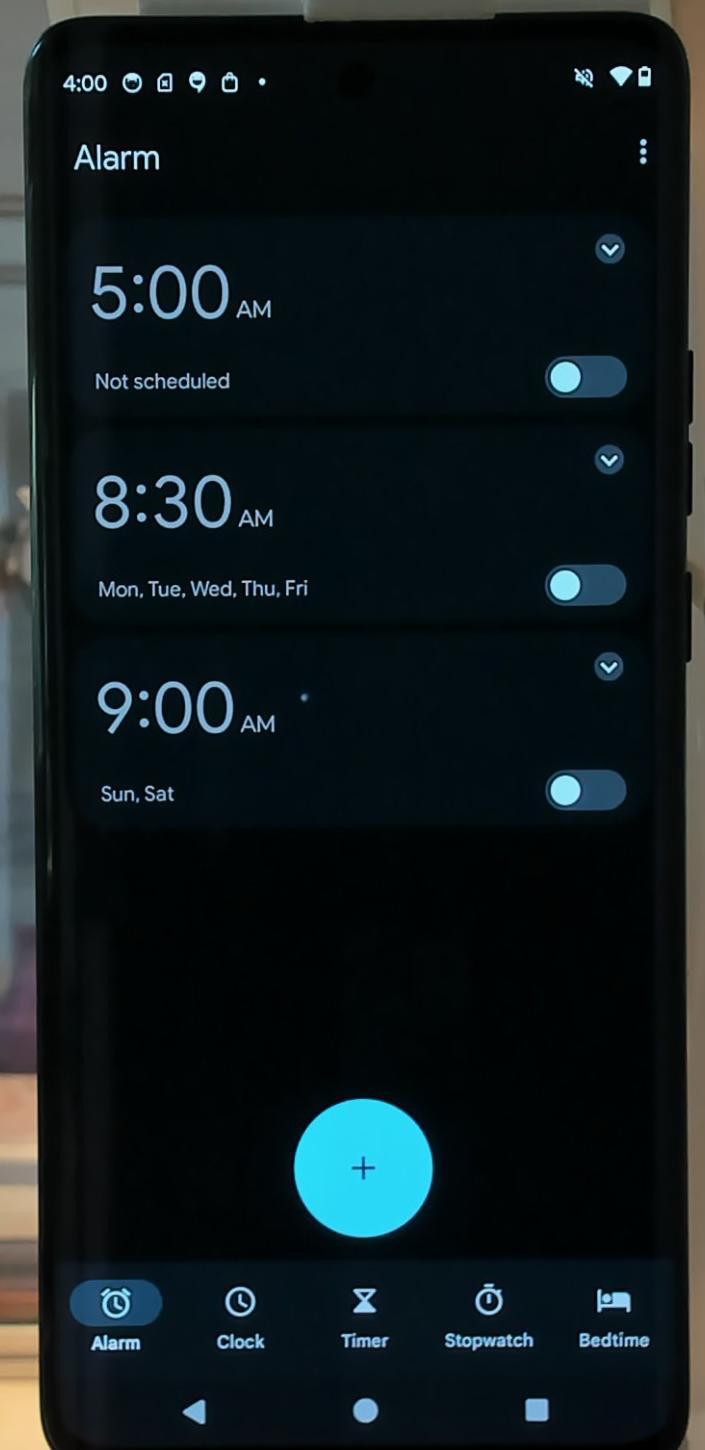 4:00
Alarm
5:00 AM
Not scheduled
8:30 AM
Mon, Tue, Wed, Thu, Fri
9:00 AM
Sun, Sat
+
Alarm Clock Timer Stopwatch Bedtime